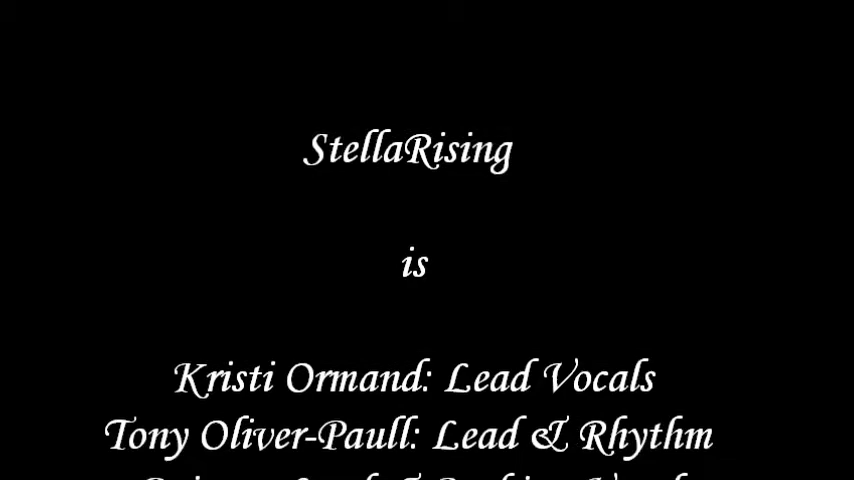 StellaRising
is
Kristi Ormand: Lead Vocals
Tony Oliver-Paull: Lead & Rhythm